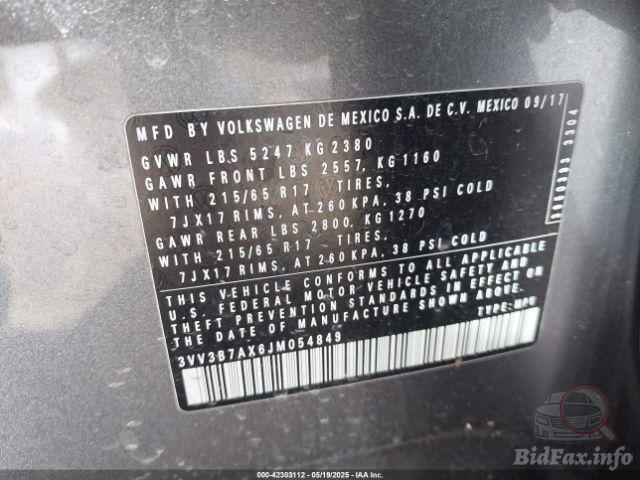 MFD BY VOLKSWAGEN DE MEXICO S.A. DE C.V. MEXICO 09/17
GVWR LBS 5247 KG 2380
GAWR FRONT LBS 2557, KG 1160
WITH 215/65 R17 TIRES,
7JX17 RIMS, AT 260 KPA, 38 PSI COLD
GAWR REAR LBS 2800, KG 1270
WITH 215/65 R17 TIRES,
7JX17 RIMS, AT 260 KPA, 38 PSI COLD
THIS VEHICLE CONFORMS TO ALL APPLICABLE
U.S. FEDERAL MOTOR VEHICLE SAFETY AND
THEFT PREVENTION STANDARDS IN EFFECT ON
THE DATE OF MANUFACTURE SHOWN ABOVE.
TYPE: MPV
3VV3B7AX6JM054849
3304
BidFax.info
000-42303112 - 05/19/2025 - IAA Inc.